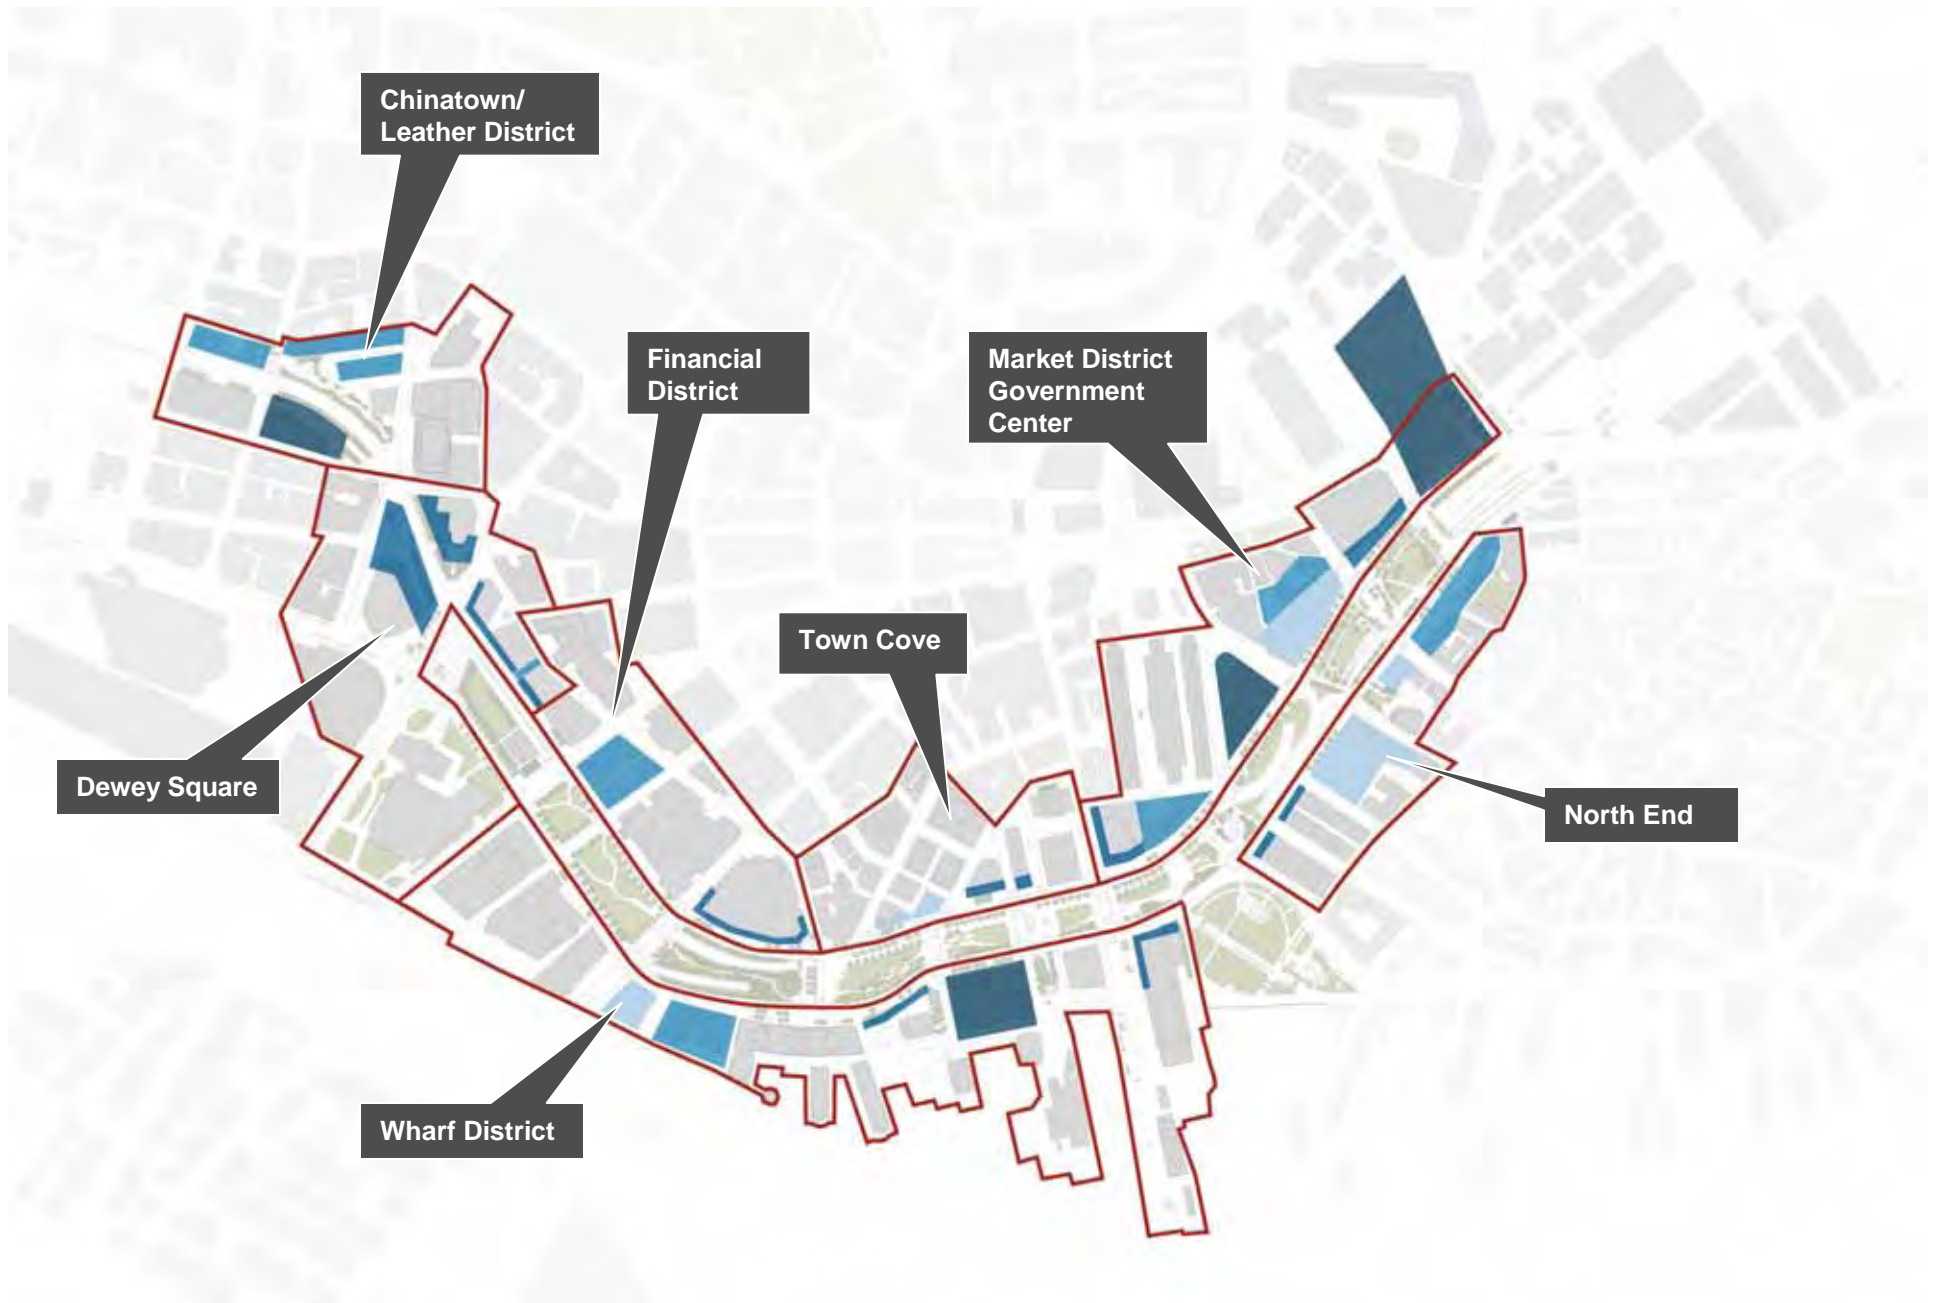 Chinatown/
Leather District
Financial
District
Market District
Government
Center
Town Cove
Dewey Square
North End
Wharf District